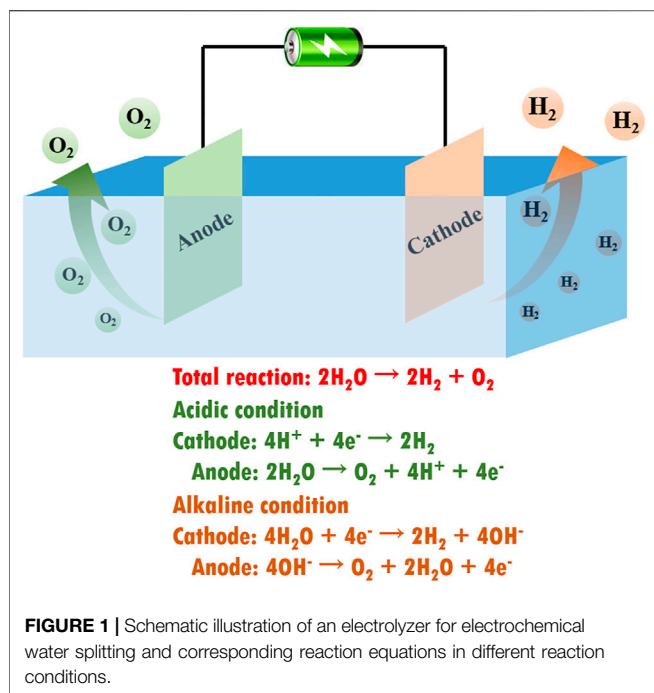 O₂
O₂
H₂
H₂
O₂
Anode
Cathode
H₂
O₂
H₂
H₂
O₂
H₂
Total reaction: 2H₂O → 2H₂ + O₂
Acidic condition
Cathode: 4H⁺ + 4e⁻ → 2H₂
Anode: 2H₂O → O₂ + 4H⁺ + 4e⁻
Alkaline condition
Cathode: 4H₂O + 4e⁻ → 2H₂ + 4OH⁻
Anode: 4OH⁻ → O₂ + 2H₂O + 4e⁻
FIGURE 1 | Schematic illustration of an electrolyzer for electrochemical
water splitting and corresponding reaction equations in different reaction
conditions.